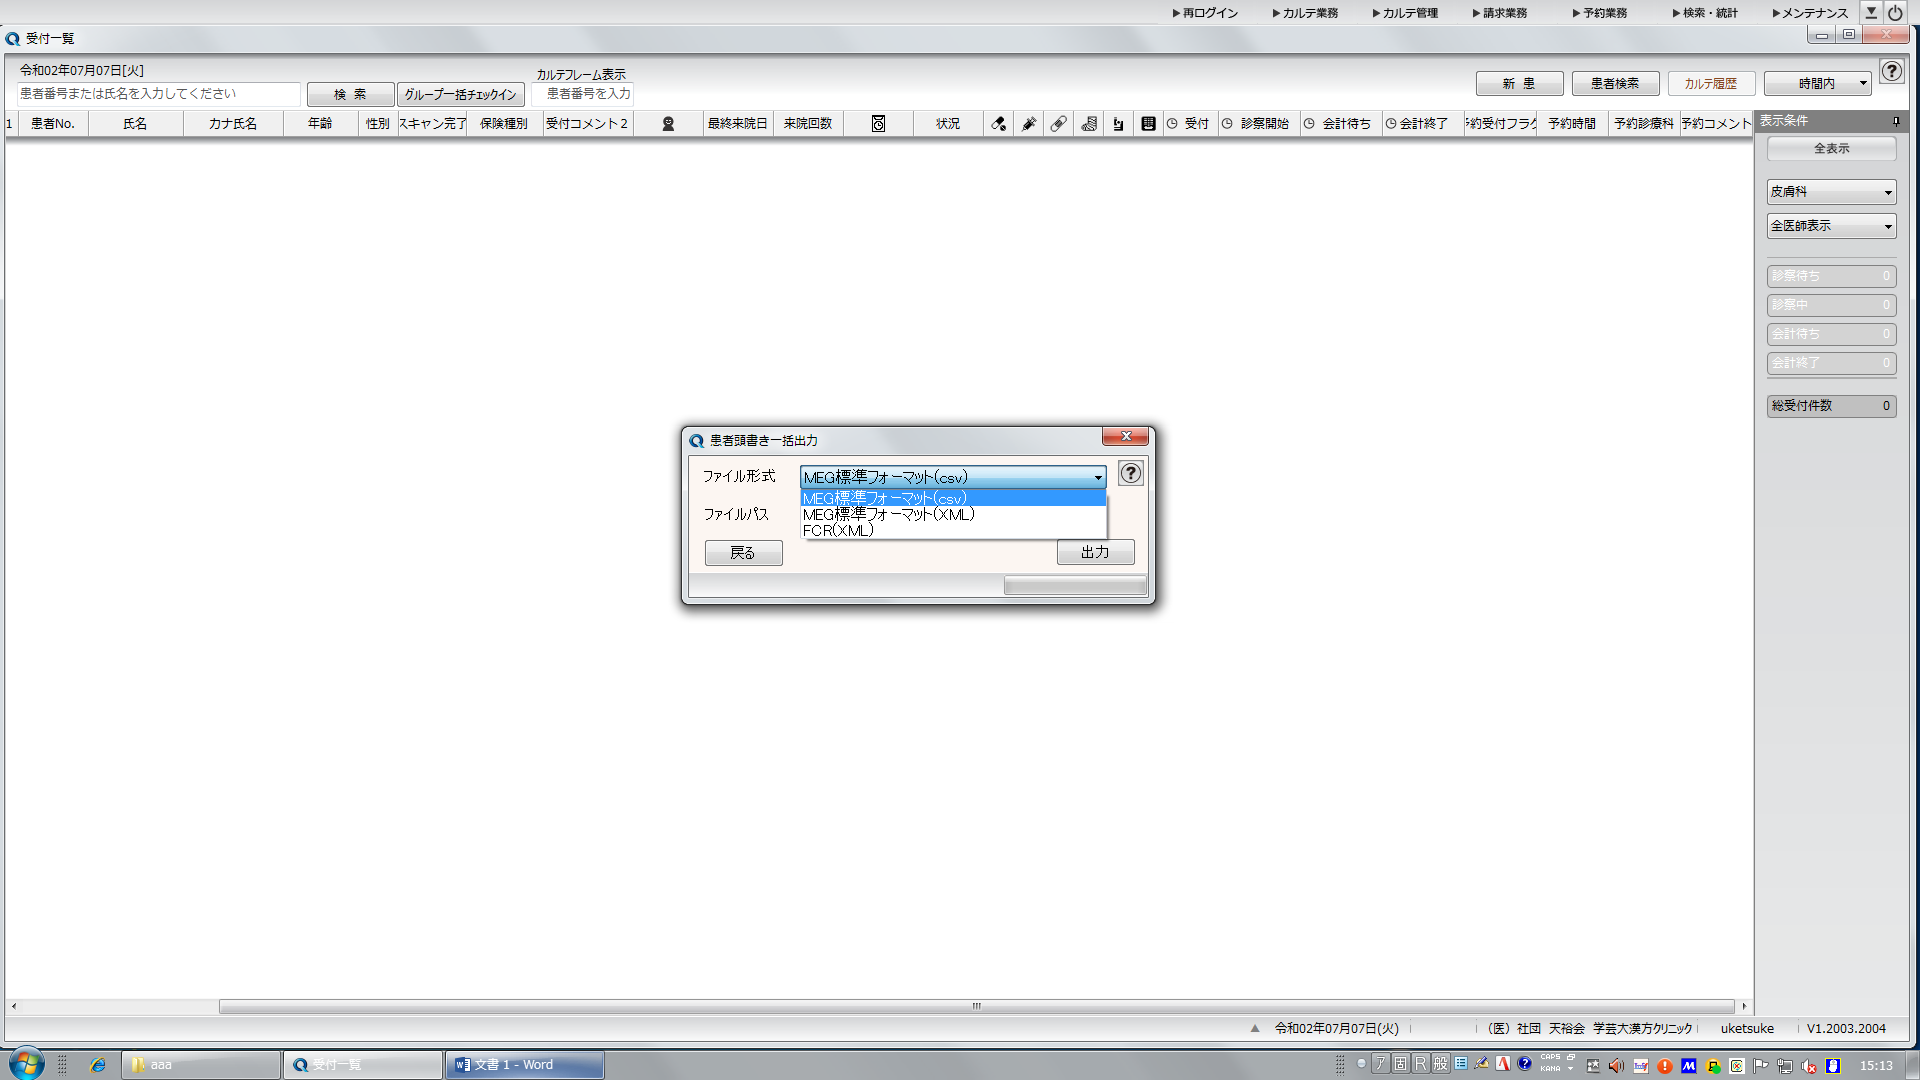 ▶再ログイン ▶カルテ業務 ▶カルテ管理 ▶請求業務 ▶予約業務 ▶検索・統計 ▶メンテナンス
受付一覧
令和02年07月07日[火]
カルテフレーム表示
患者番号または氏名を入力してください 検 索 グループ一括チェックイン 患者番号を入力
新 患 患者検索 カルテ履歴 時間内 ?
1 患者No. 氏名 カナ氏名 年齢 性別 スキャン完了 保険種別 受付コメント2 最終来院日 来院回数 状況 受付 診察開始 会計待ち 会計終了 予約受付フラグ 予約時間 予約診療科 予約コメント
表示条件
全表示
皮膚科
全医師表示
診察待ち 0
診察中 0
会計待ち 0
会計終了 0
総受付件数 0
患者頭書き一括出力
ファイル形式 MEG標準フォーマット(csv) ?
MEG標準フォーマット(csv)
MEG標準フォーマット(XML)
FCR(XML)
ファイルパス
戻る 出力
令和02年07月07日(火) (医) 社団 天裕会 学芸大漢方クリニック uketsuke V1.2003.2004
aaa 受付一覧 文書 1 - Word
ア 固 R 般 CAPS KANA 15:13